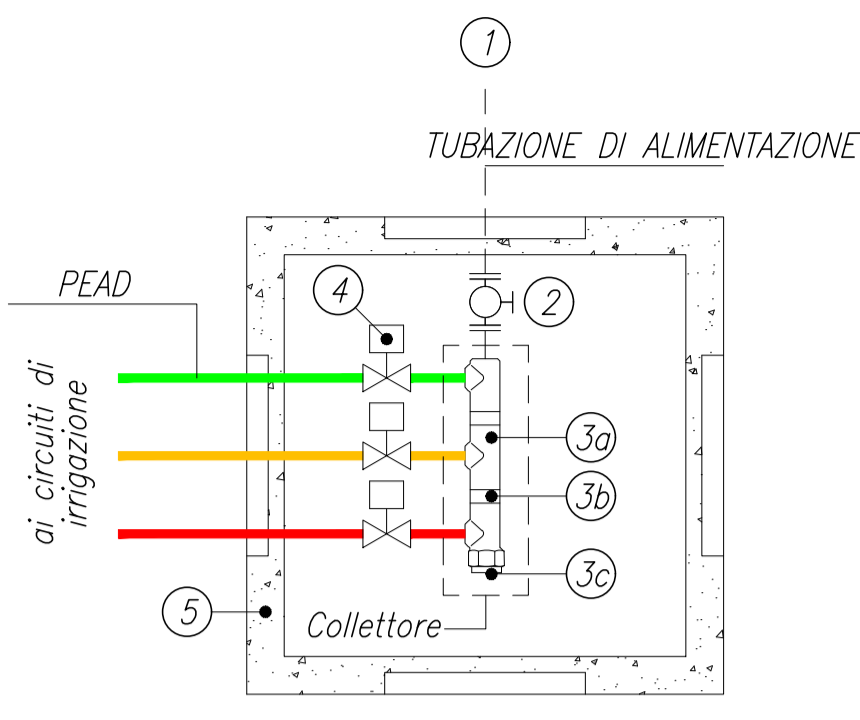 1
TUBAZIONE DI ALIMENTAZIONE
PEAD
4
2
ai circuiti di
irrigazione
3a
3b
3c
5
Collettore